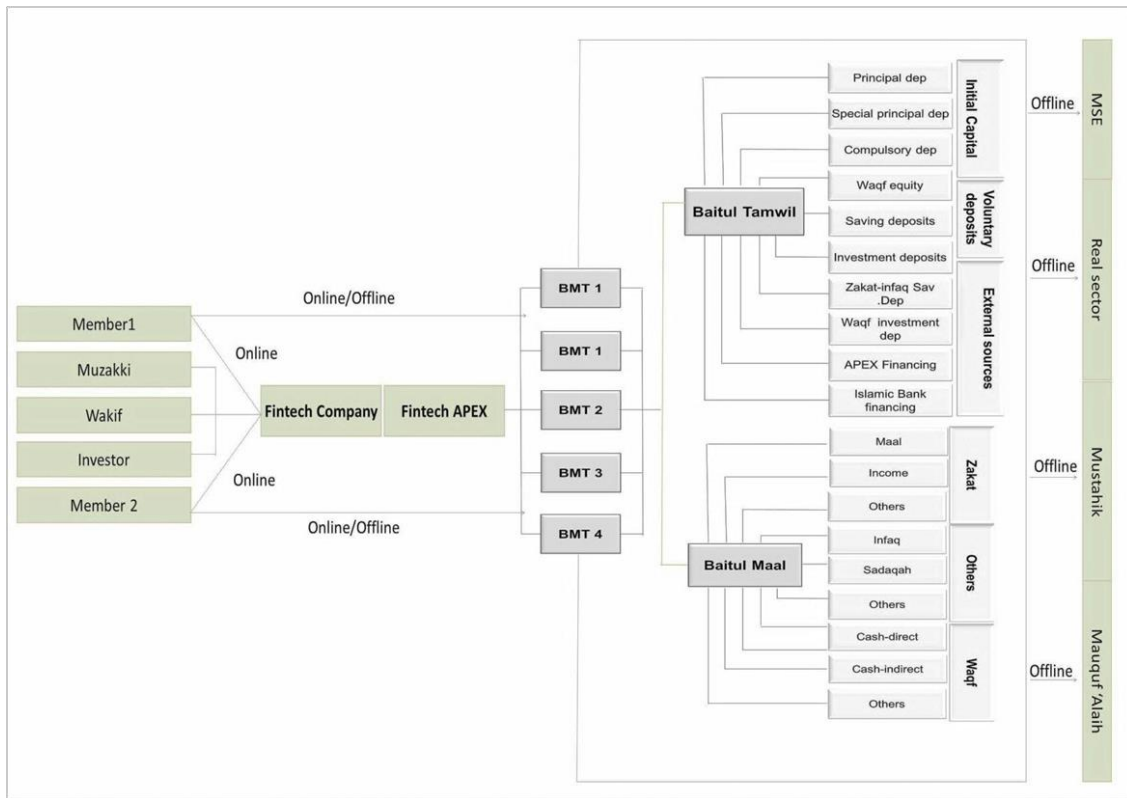 Member1
Muzakki
Wakif
Investor
Member 2
Online/Offline
Online
Online
Online/Offline
Fintech Company
Fintech APEX
BMT 1
BMT 1
BMT 2
BMT 3
BMT 4
Baitul Tamwil
Principal dep
Special principal dep
Compulsory dep
Waqf equity
Saving deposits
Investment deposits
Zakat-infaq Sav
.Dep
Waqf investment
dep
APEX Financing
Islamic Bank
financing
Initial Capital
Voluntary
deposits
External sources
Baitul Maal
Maal
Income
Others
Infaq
Sadaqah
Others
Cash-direct
Cash-indirect
Others
Zakat
Others
Waqf
Offline
Offline
Offline
Offline
MSE
Real sector
Mustahik
Mauquf ‘Alaih